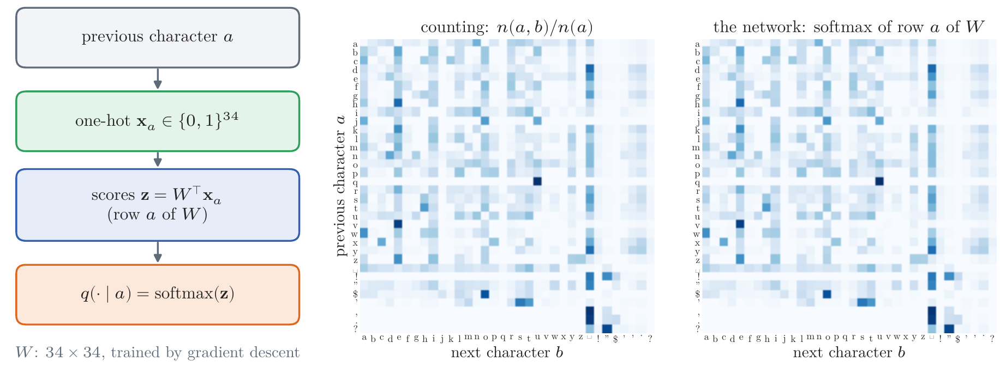 previous character a
one-hot x_a ∈ {0, 1}^34
scores z = W^⊤ x_a
(row a of W)
q(· | a) = softmax(z)
W: 34 × 34, trained by gradient descent
counting: n(a, b)/n(a)
previous character a
a
b
c
d
e
f
g
h
i
j
k
l
m
n
o
p
q
r
s
t
u
v
w
x
y
z
␣
!
”
$
’
,
.
?
a b c d e f g h i j k l m n o p q r s t u v w x y z ␣ ! ” $ ’ , . ?
next character b
the network: softmax of row a of W
a
b
c
d
e
f
g
h
i
j
k
l
m
n
o
p
q
r
s
t
u
v
w
x
y
z
␣
!
”
$
’
,
.
?
a b c d e f g h i j k l m n o p q r s t u v w x y z ␣ ! ” $ ’ , . ?
next character b